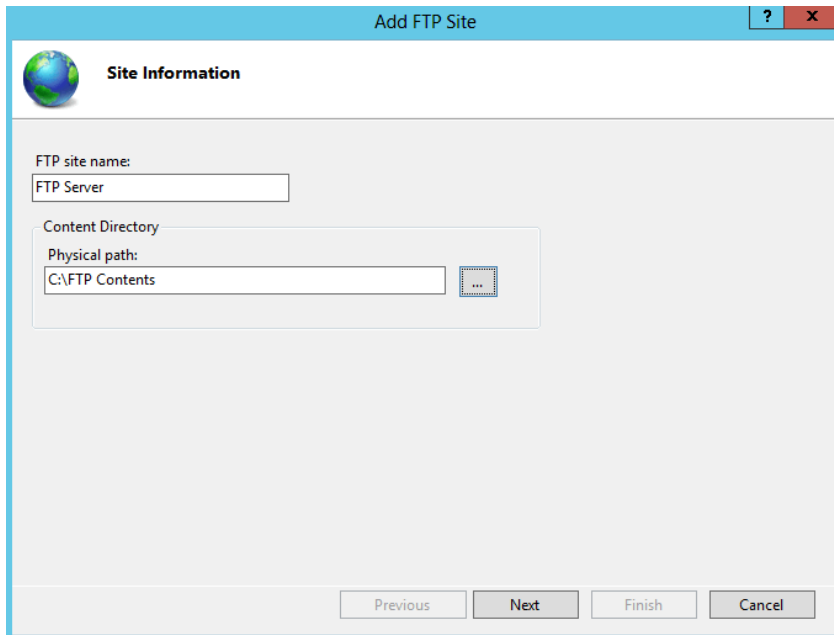 Add FTP Site
?
x
Site Information
FTP site name:
FTP Server
Content Directory
Physical path:
C:\FTP Contents
...
Previous
Next
Finish
Cancel